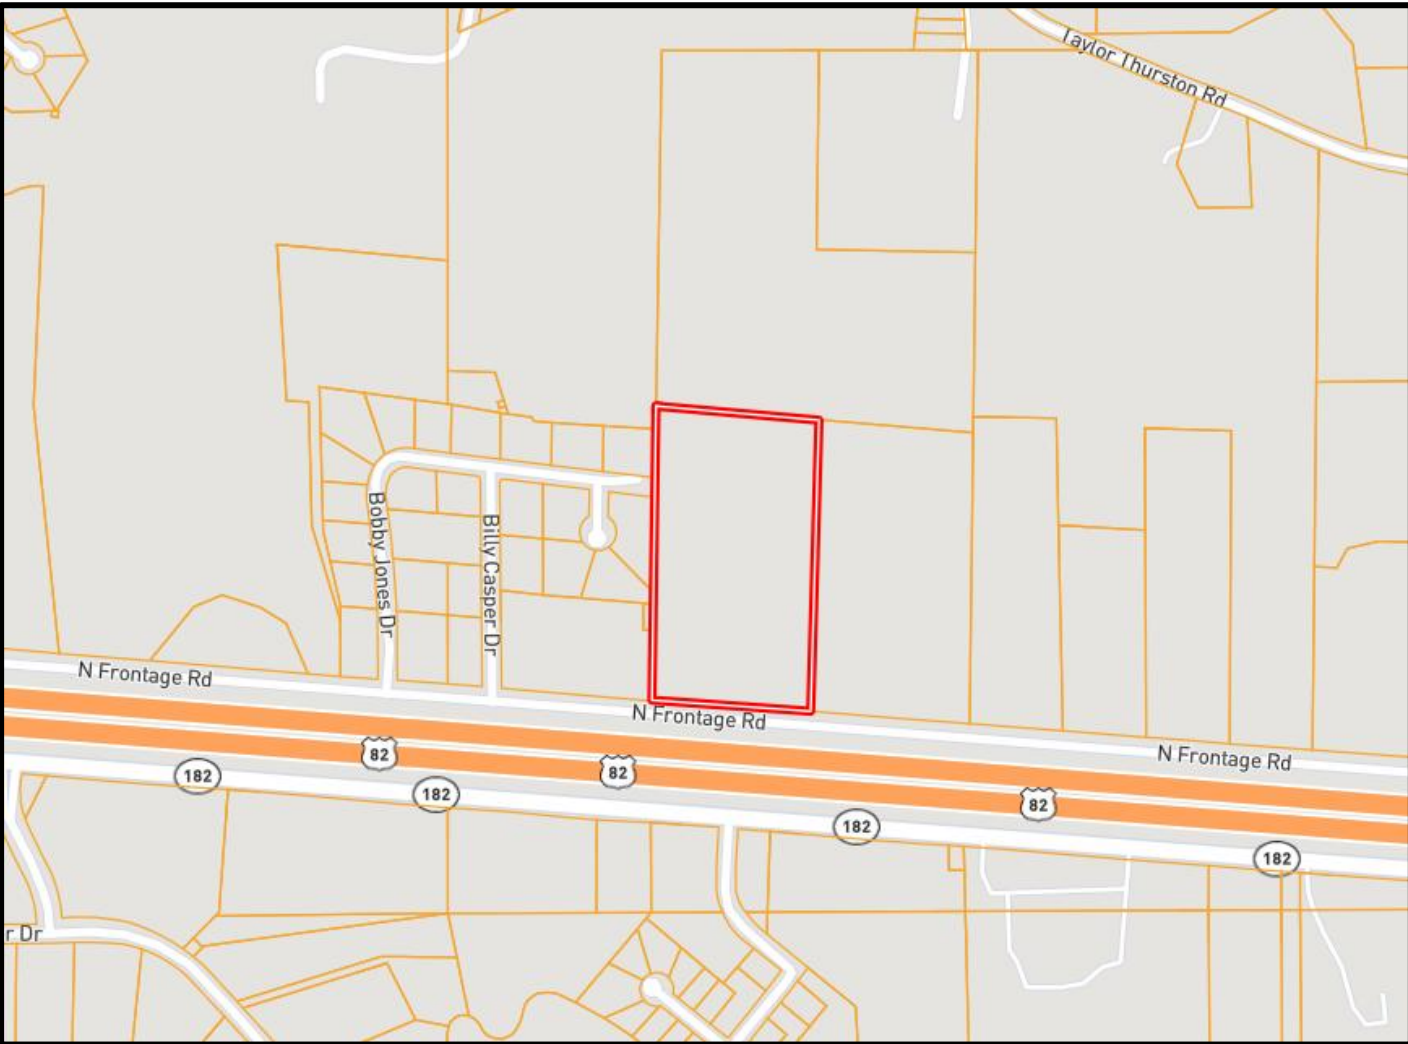 Taylor Thurston Rd
Bobby Jones Dr
Billy Casper Dr
N Frontage Rd
N Frontage Rd
N Frontage Rd
82
82
82
182
182
182
182
r Dr